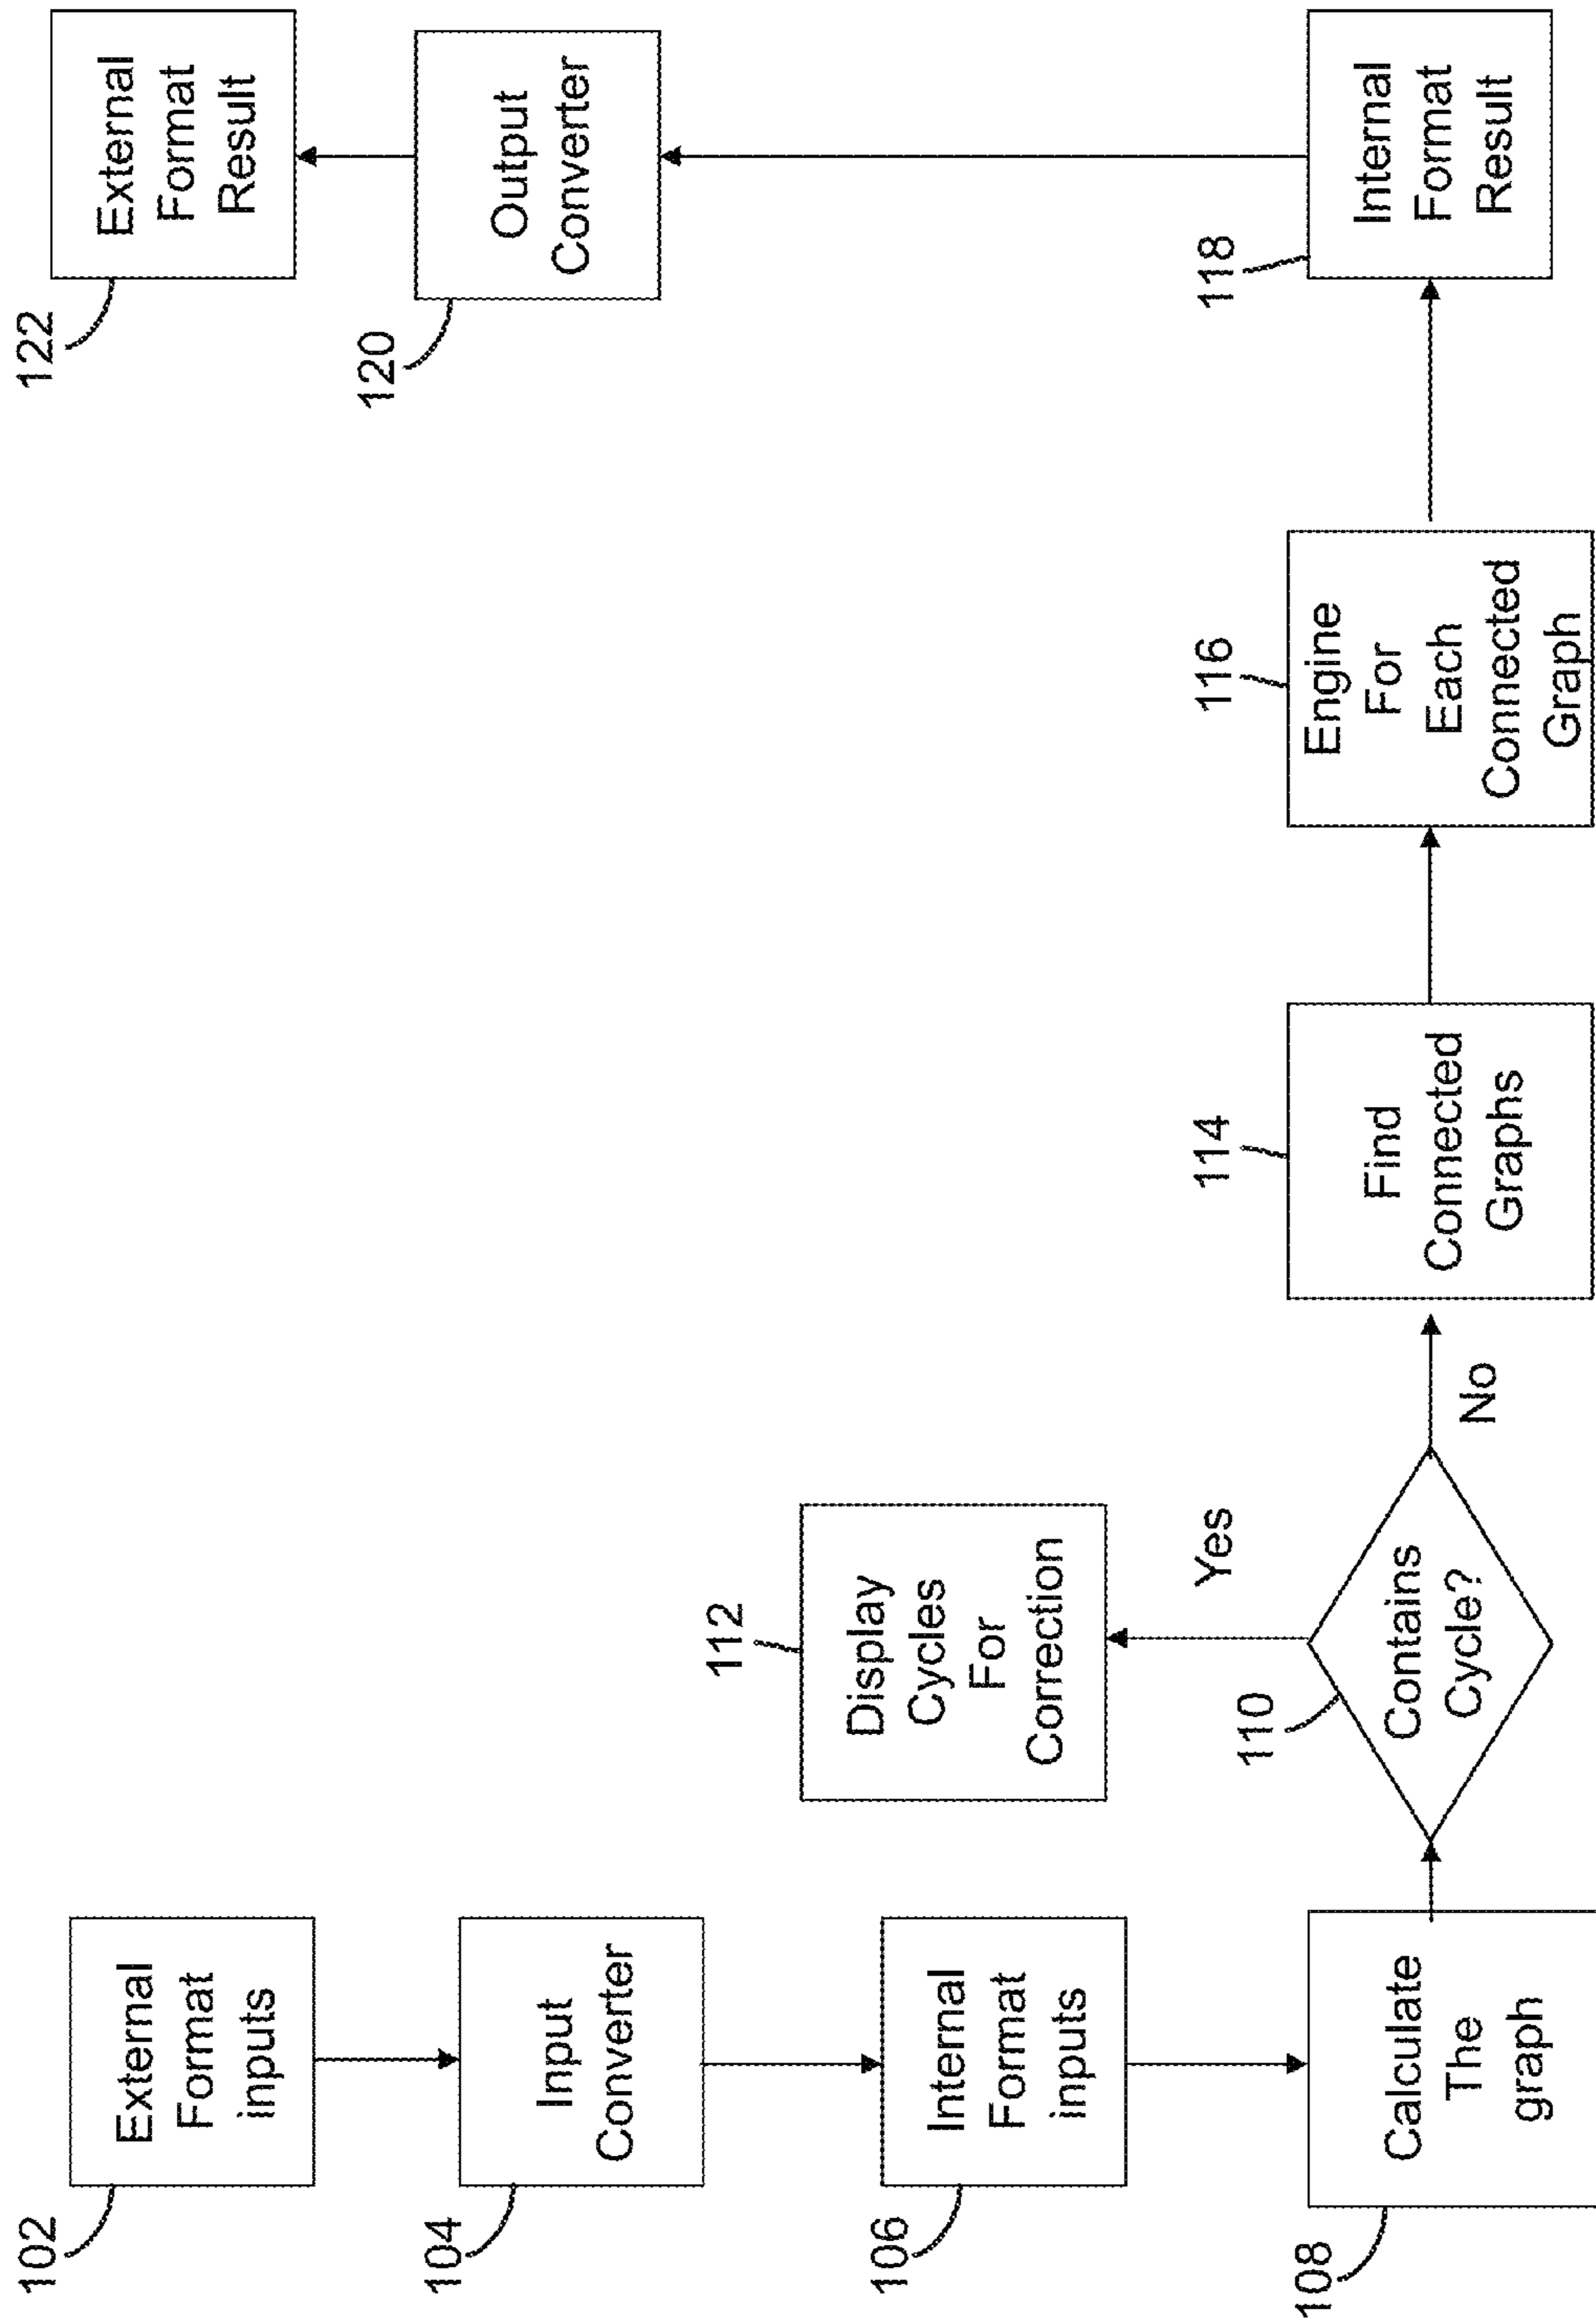 102
External
Format
inputs
104
Input
Converter
106
Internal
Format
inputs
108
Calculate
The
graph
110
Contains
Cycle?
Yes
No
112
Display
Cycles
For
Correction
114
Find
Connected
Graphs
116
Engine
For
Each
Connected
Graph
118
Internal
Format
Result
120
Output
Converter
122
External
Format
Result